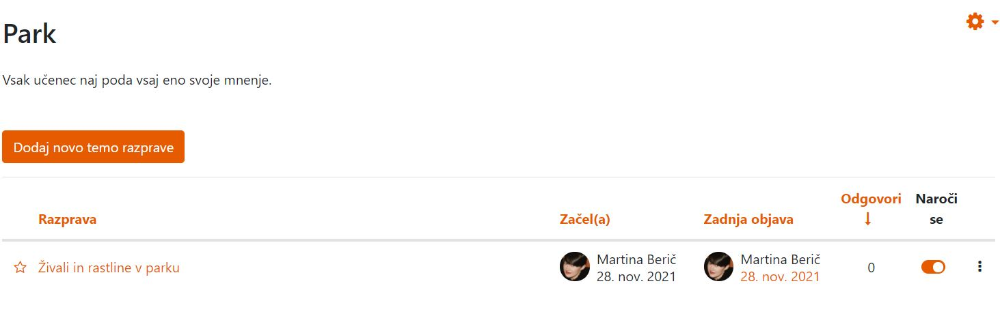 Park
Vsak učenec naj poda vsaj eno svoje mnenje.
Dodaj novo temo razprave
Razprava
Začel(a)
Zadnja objava
Odgovori
↓
Naroči
se
Živali in rastline v parku
Martina Berič
28. nov. 2021
Martina Berič
28. nov. 2021
0